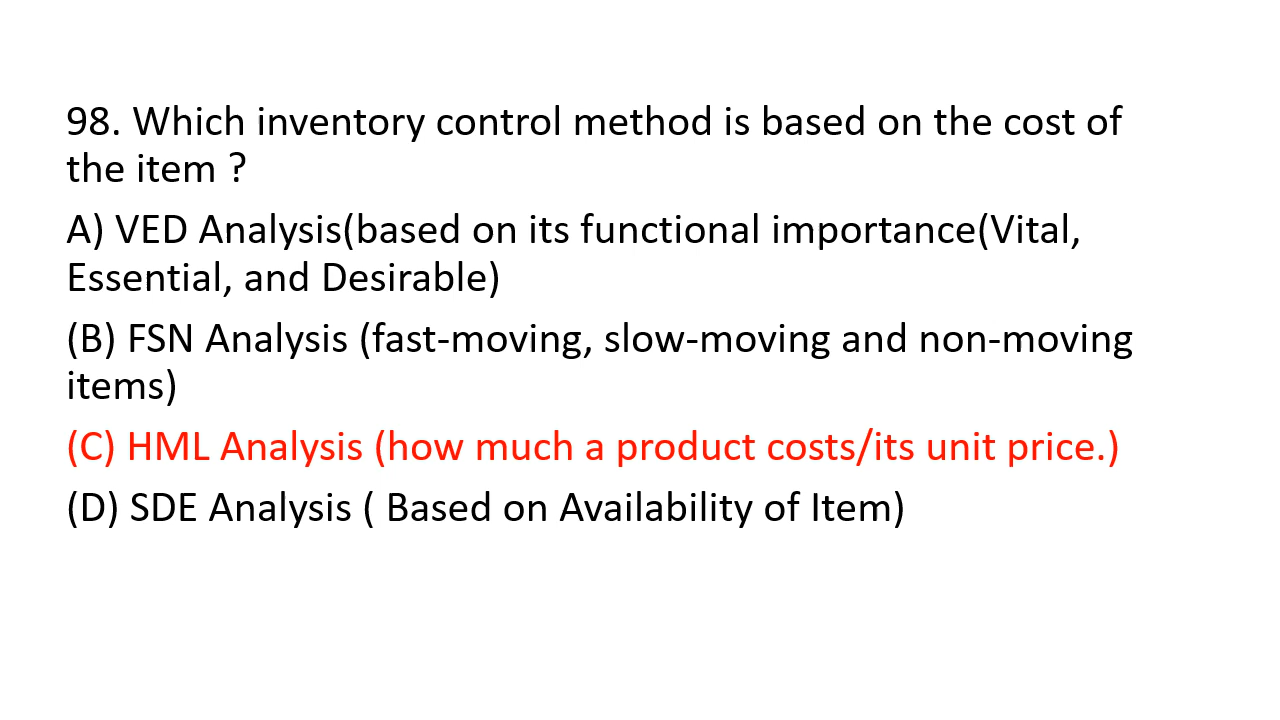 98. Which inventory control method is based on the cost of
the item ?
A) VED Analysis(based on its functional importance(Vital,
Essential, and Desirable)
(B) FSN Analysis (fast-moving, slow-moving and non-moving
items)
(C) HML Analysis (how much a product costs/its unit price.)
(D) SDE Analysis ( Based on Availability of Item)